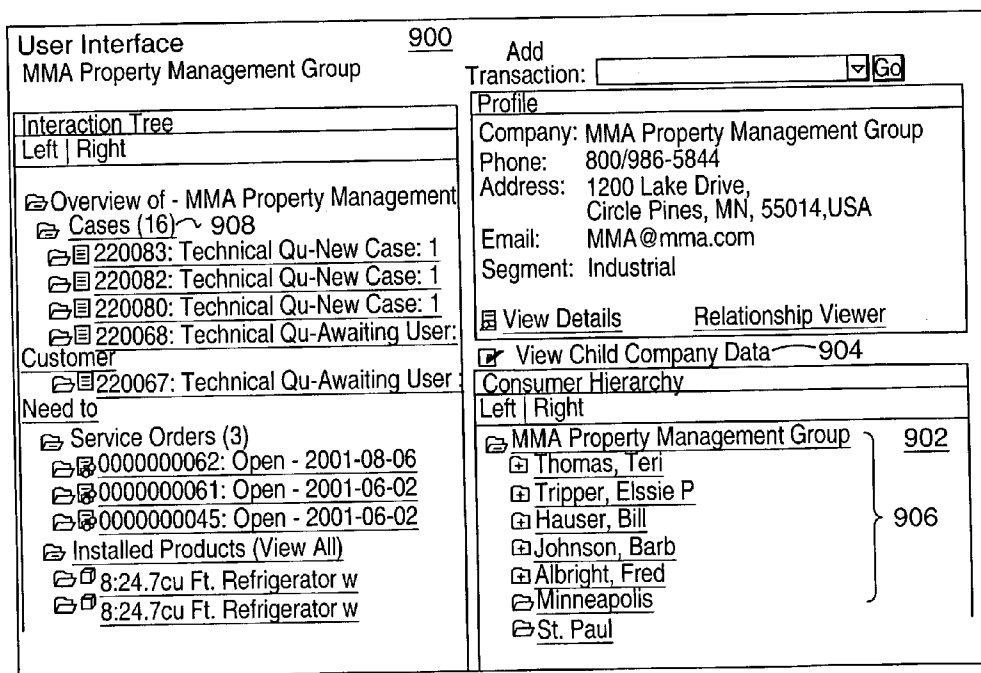 User Interface 900
MMA Property Management Group
Interaction Tree
Left | Right
Overview of - MMA Property Management
Cases (16) 908
220083: Technical Qu-New Case: 1
220082: Technical Qu-New Case: 1
220080: Technical Qu-New Case: 1
220068: Technical Qu-Awaiting User:
Customer
220067: Technical Qu-Awaiting User :
Need to
Service Orders (3)
0000000062: Open - 2001-08-06
0000000061: Open - 2001-06-02
0000000045: Open - 2001-06-02
Installed Products (View All)
8:24.7cu Ft. Refrigerator w
8:24.7cu Ft. Refrigerator w
Add
Transaction: Go
Profile
Company: MMA Property Management Group
Phone: 800/986-5844
Address: 1200 Lake Drive,
Circle Pines, MN, 55014,USA
Email: MMA@mma.com
Segment: Industrial
View Details Relationship Viewer
View Child Company Data 904
Consumer Hierarchy
Left | Right
MMA Property Management Group 902
Thomas, Teri
Tripper, Elssie P
Hauser, Bill 906
Johnson, Barb
Albright, Fred
Minneapolis
St. Paul